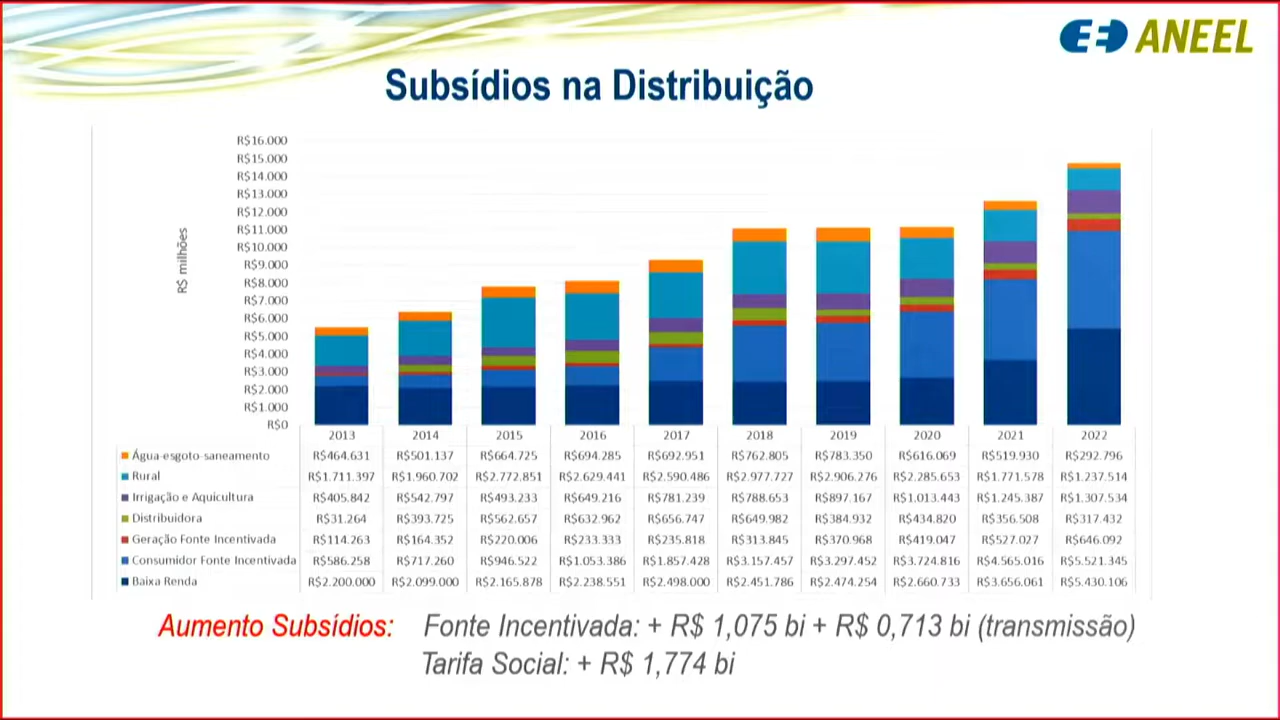 ANEEL
Subsídios na Distribuição
R$ milhões
R$16.000
R$15.000
R$14.000
R$13.000
R$12.000
R$11.000
R$10.000
R$9.000
R$8.000
R$7.000
R$6.000
R$5.000
R$4.000
R$3.000
R$2.000
R$1.000
R$0
2013 2014 2015 2016 2017 2018 2019 2020 2021 2022
Água-esgoto-saneamento R$464.631 R$501.137 R$664.725 R$694.285 R$692.951 R$762.805 R$783.350 R$616.069 R$519.930 R$292.796
Rural R$1.711.397 R$1.960.702 R$2.772.851 R$2.629.441 R$2.590.486 R$2.977.727 R$2.906.276 R$2.285.653 R$1.771.578 R$1.237.514
Irrigação e Aquicultura R$405.842 R$542.797 R$493.233 R$649.216 R$781.239 R$788.653 R$897.167 R$1.013.443 R$1.245.387 R$1.307.534
Distribuidora R$31.264 R$393.725 R$562.657 R$632.962 R$656.747 R$649.982 R$384.932 R$434.820 R$356.508 R$317.432
Geração Fonte Incentivada R$114.263 R$164.352 R$220.006 R$233.333 R$235.818 R$313.845 R$370.968 R$419.047 R$527.027 R$646.092
Consumidor Fonte Incentivada R$586.258 R$717.260 R$946.522 R$1.053.386 R$1.857.428 R$3.157.457 R$3.297.452 R$3.724.816 R$4.565.016 R$5.521.345
Baixa Renda R$2.200.000 R$2.099.000 R$2.165.878 R$2.238.551 R$2.498.000 R$2.451.786 R$2.474.254 R$2.660.733 R$3.656.061 R$5.430.106
Aumento Subsídios: Fonte Incentivada: + R$ 1,075 bi + R$ 0,713 bi (transmissão)
Tarifa Social: + R$ 1,774 bi